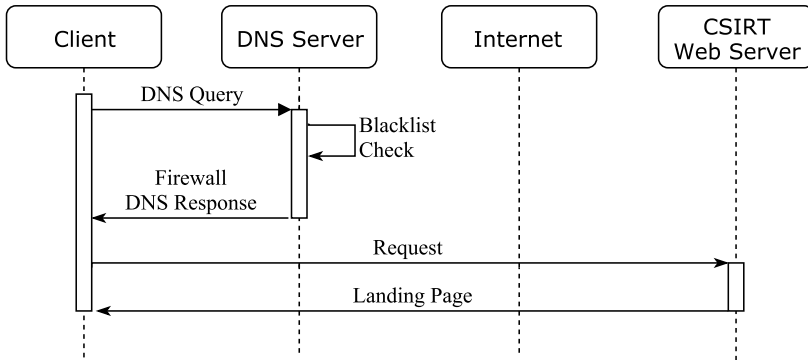 Client
DNS Server
Internet
CSIRT
Web Server
DNS Query
Blacklist
Check
Firewall
DNS Response
Request
Landing Page